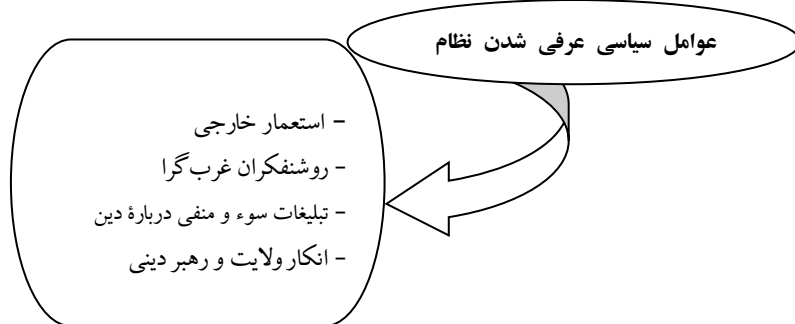 عوامل سیاسی عرفی شدن نظام
- استعمار خارجی
- روشنفکران غرب‌گرا
- تبلیغات سوء و منفی دربارهٔ دین
- انکار ولایت و رهبر دینی